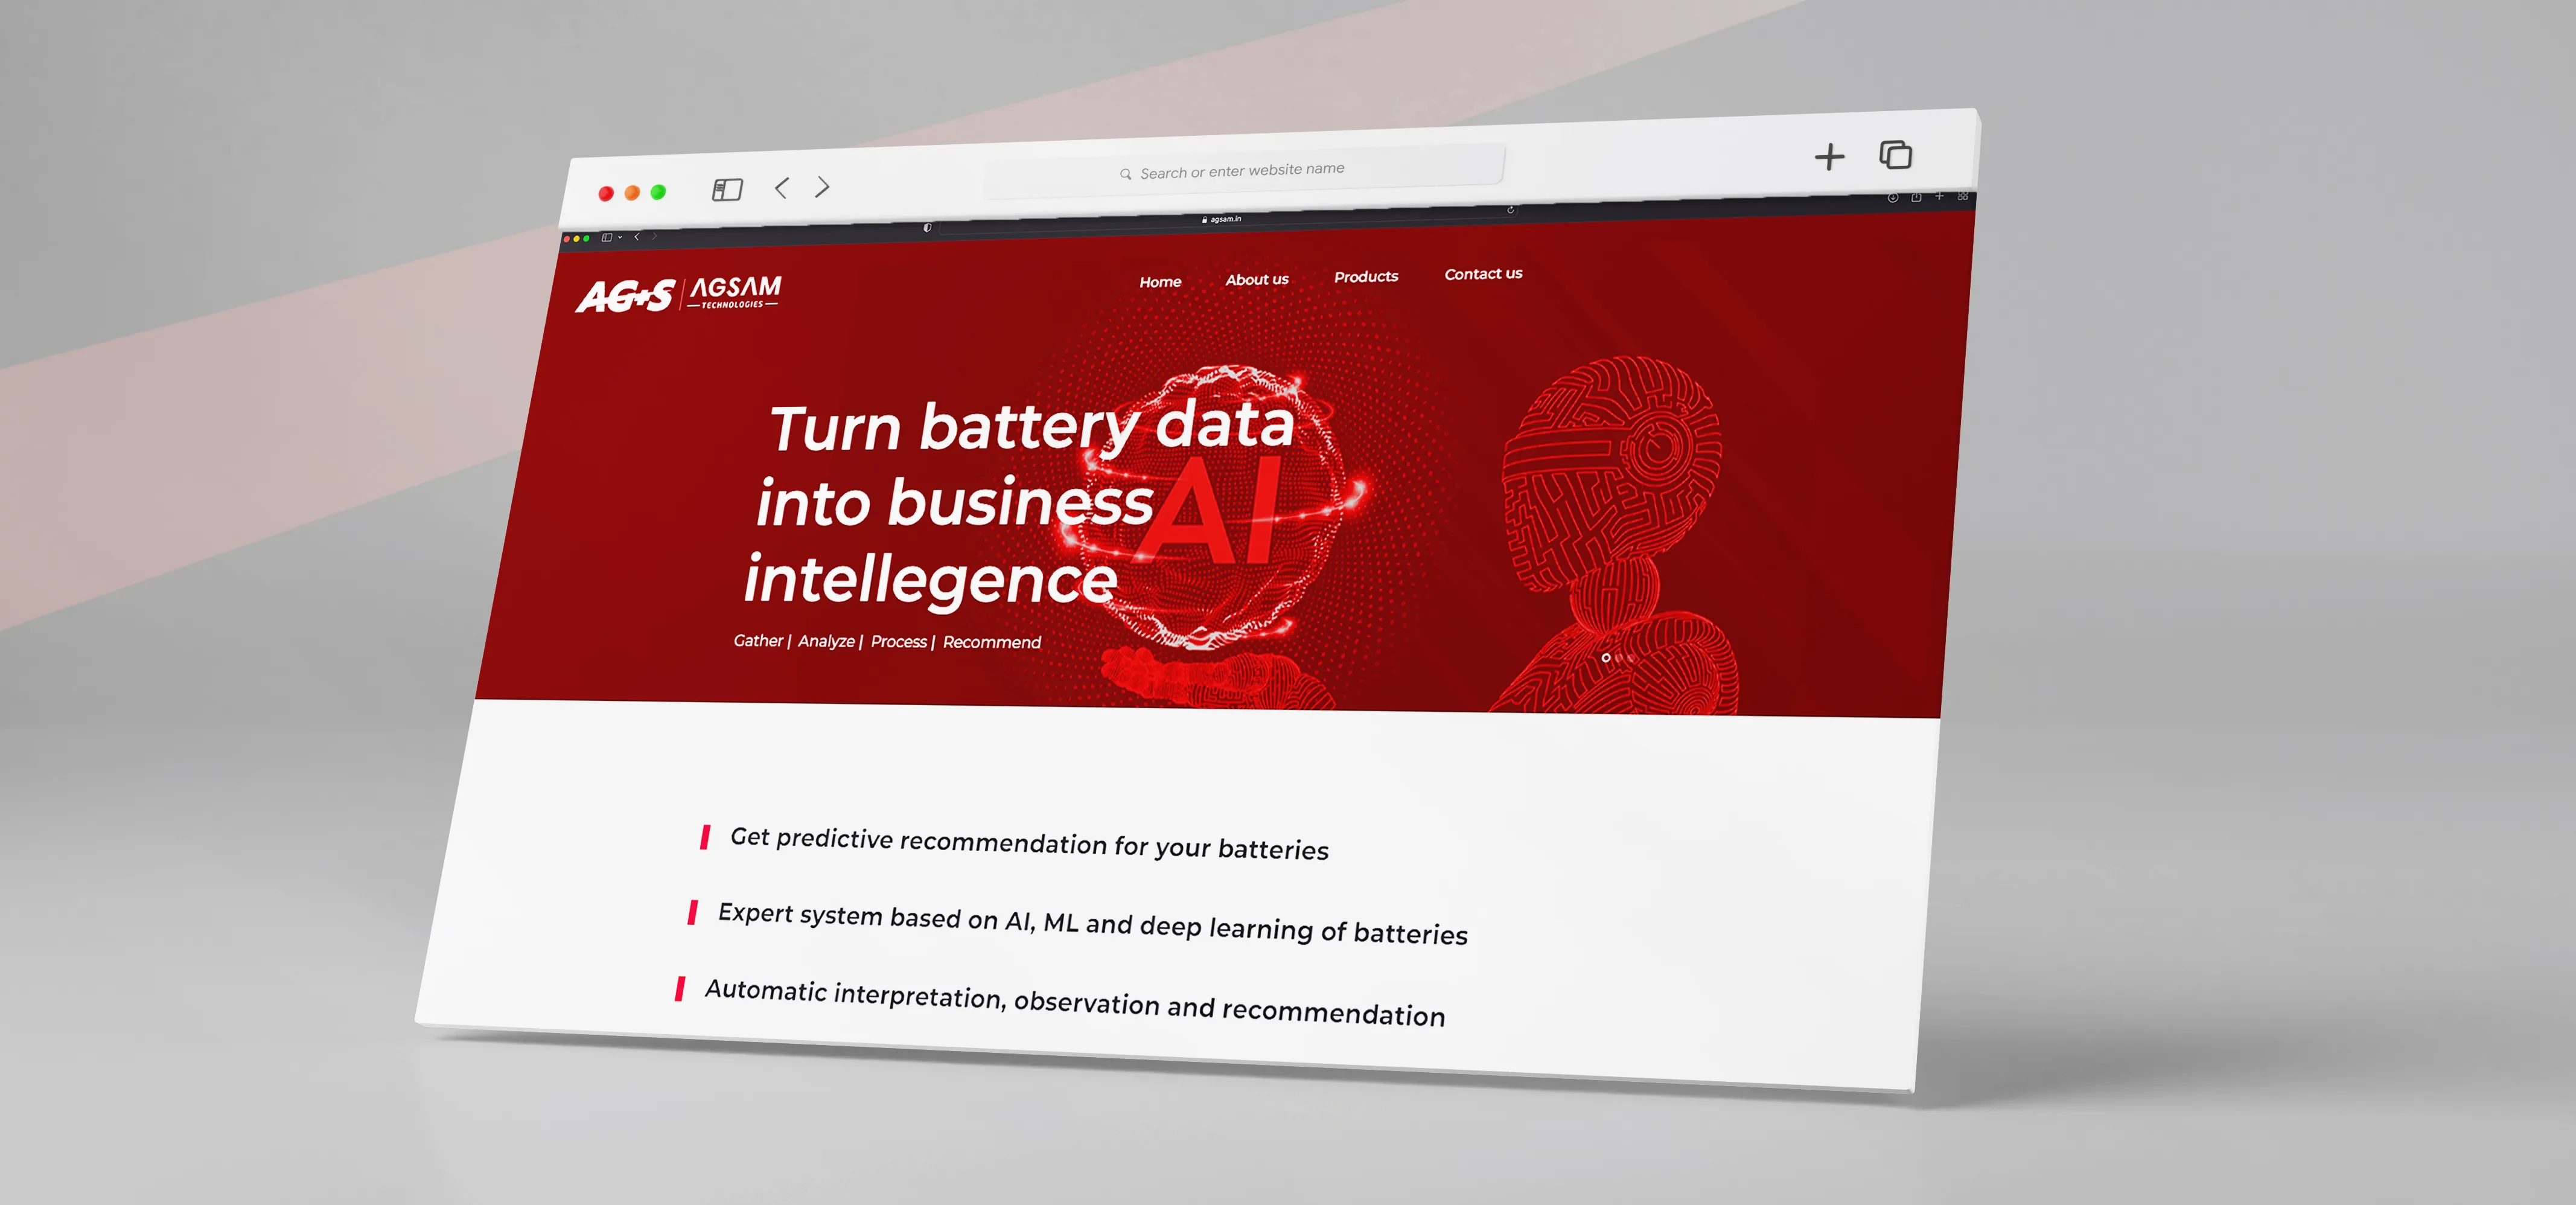 Search or enter website name
agsam.in
AG+S | AGSAM
TECHNOLOGIES
Home About us Products Contact us
Turn battery data
into business
intellegence
AI
Gather | Analyze | Process | Recommend
Get predictive recommendation for your batteries
Expert system based on AI, ML and deep learning of batteries
Automatic interpretation, observation and recommendation